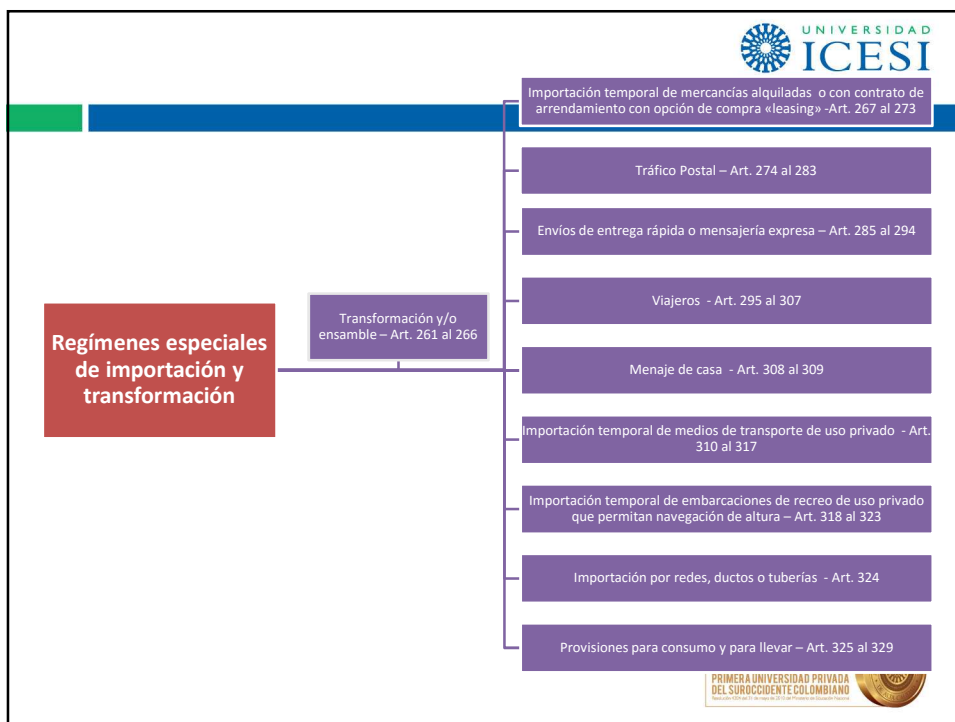 UNIVERSIDAD
ICESI
Importación temporal de mercancías alquiladas o con contrato de
arrendamiento con opción de compra «leasing» -Art. 267 al 273
Tráfico Postal – Art. 274 al 283
Envíos de entrega rápida o mensajería expresa – Art. 285 al 294
Viajeros - Art. 295 al 307
Transformación y/o
ensamble – Art. 261 al 266
Regímenes especiales
de importación y
transformación
Menaje de casa - Art. 308 al 309
Importación temporal de medios de transporte de uso privado - Art.
310 al 317
Importación temporal de embarcaciones de recreo de uso privado
que permitan navegación de altura – Art. 318 al 323
Importación por redes, ductos o tuberías - Art. 324
Provisiones para consumo y para llevar – Art. 325 al 329
PRIMERA UNIVERSIDAD PRIVADA
DEL SUROCCIDENTE COLOMBIANO